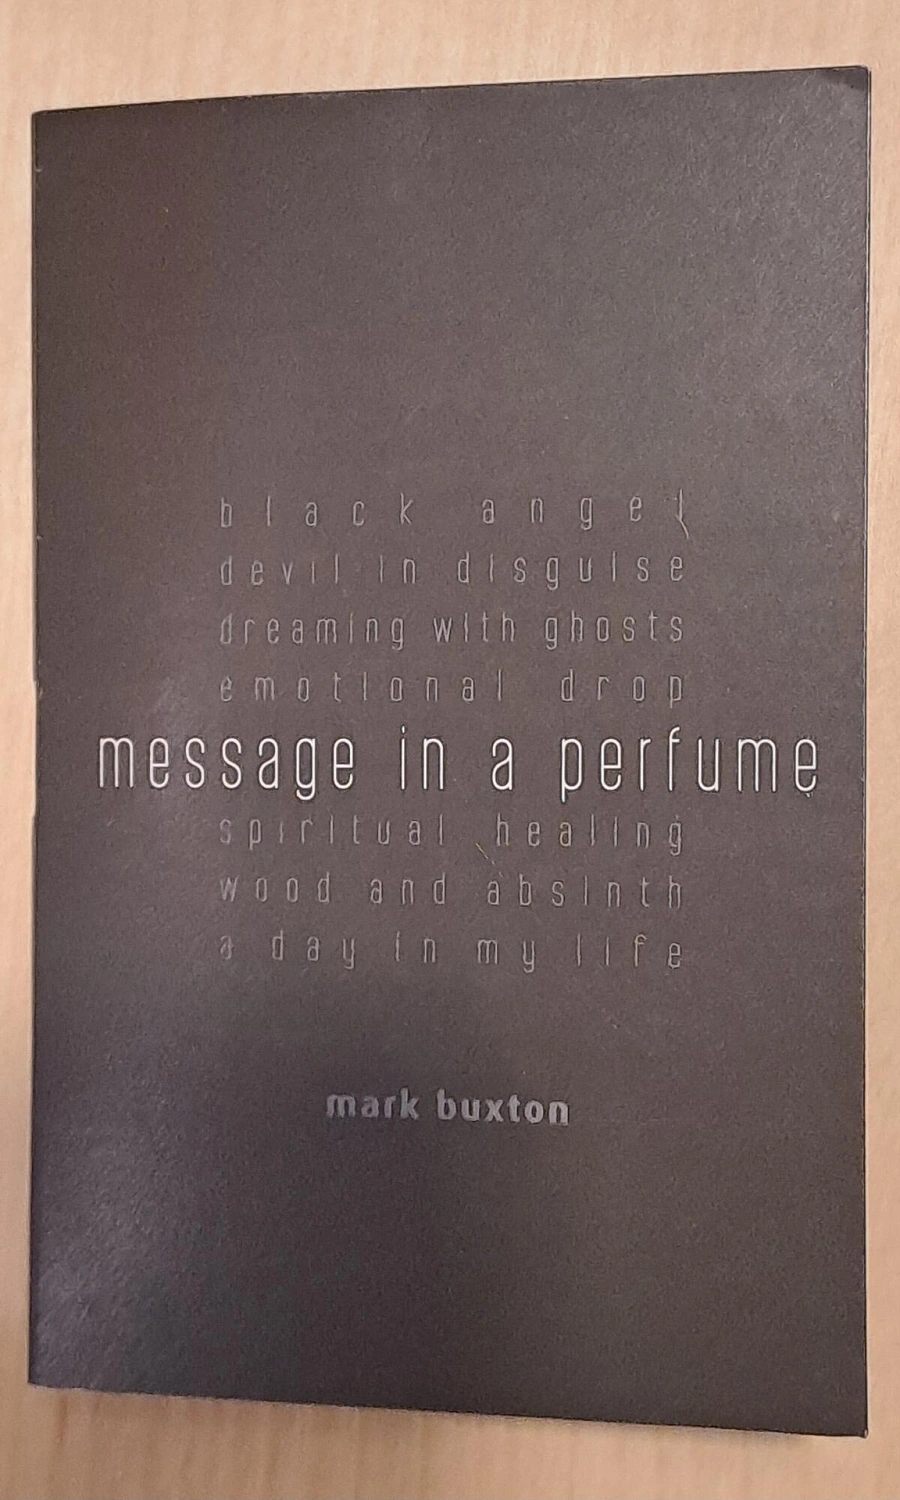 black angel
devil in disguise
dreaming with ghosts
emotional drop
message in a perfume
spiritual healing
wood and absinth
a day in my life
mark buxton